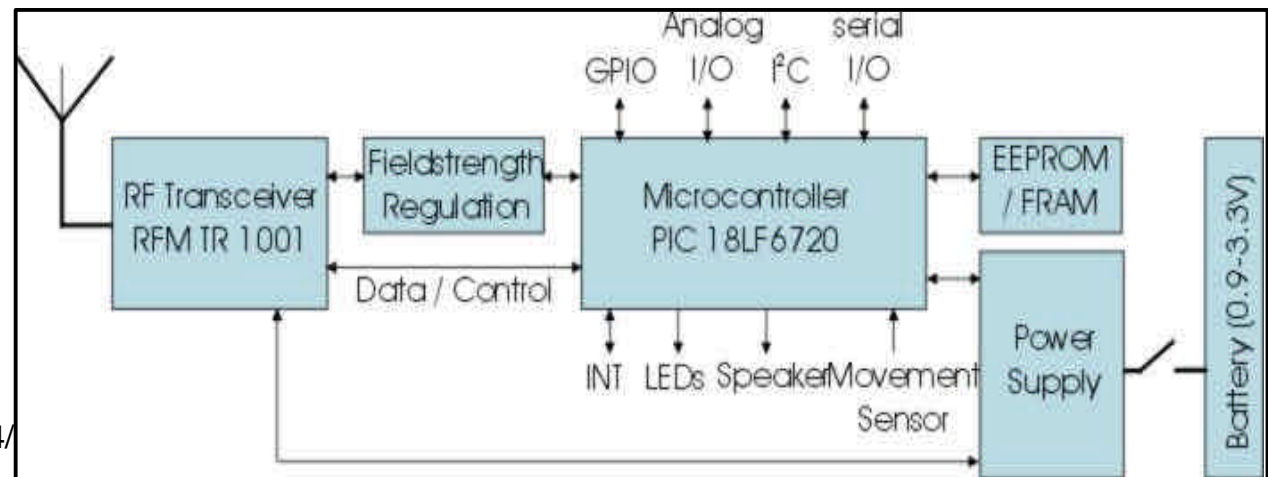 Analog
serial
GPIO
I/O
I²C
I/O
RF Transceiver
RFM TR 1001
Fieldstrength
Regulation
Microcontroller
PIC 18LF6720
EEPROM
/ FRAM
Data / Control
INT
LEDs
Speaker
Movement
Sensor
Power
Supply
Battery (0.9-3.3V)
4/